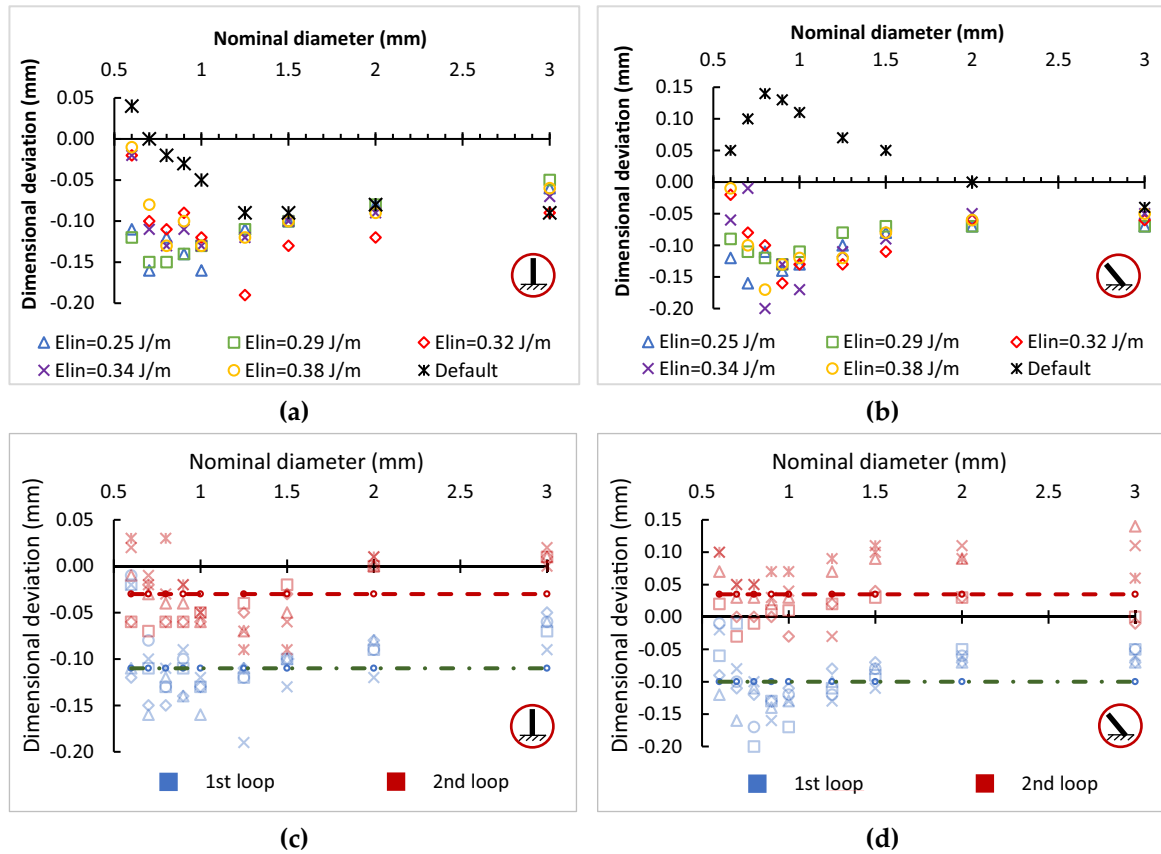 Nominal diameter (mm)
0.5 1 1.5 2 2.5 3
Dimensional deviation (mm)
0.05
0.00
-0.05
-0.10
-0.15
-0.20
Elin=0.25 J/m Elin=0.29 J/m Elin=0.32 J/m
Elin=0.34 J/m Elin=0.38 J/m Default
(a)
Nominal diameter (mm)
0.5 1 1.5 2 2.5 3
Dimensional deviation (mm)
0.15
0.10
0.05
0.00
-0.05
-0.10
-0.15
-0.20
Elin=0.25 J/m Elin=0.29 J/m Elin=0.32 J/m
Elin=0.34 J/m Elin=0.38 J/m Default
(b)
Nominal diameter (mm)
0.5 1 1.5 2 2.5 3
Dimensional deviation (mm)
0.05
0.00
-0.05
-0.10
-0.15
-0.20
1st loop 2nd loop
(c)
Nominal diameter (mm)
0.5 1 1.5 2 2.5 3
Dimensional deviation (mm)
0.15
0.10
0.05
0.00
-0.05
-0.10
-0.15
-0.20
1st loop 2nd loop
(d)